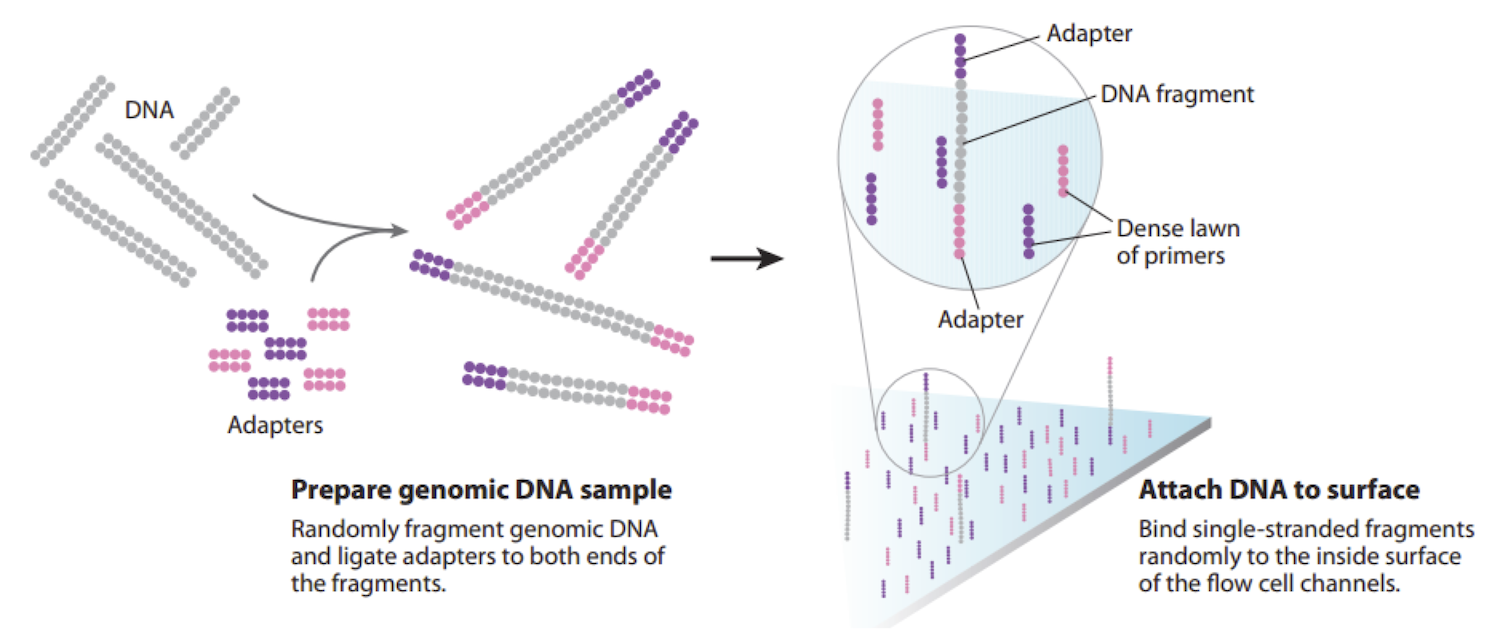 DNA
Adapters
Prepare genomic DNA sample
Randomly fragment genomic DNA
and ligate adapters to both ends of
the fragments.
Adapter
DNA fragment
Dense lawn
of primers
Adapter
Attach DNA to surface
Bind single-stranded fragments
randomly to the inside surface
of the flow cell channels.